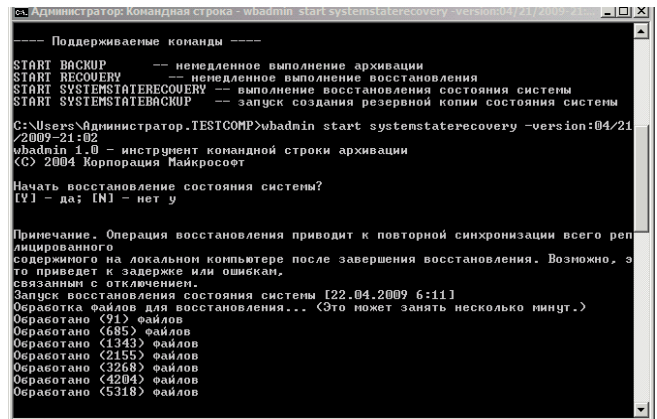 Администратор: Командная строка - wbadmin start systemstaterecovery -version:04/21/2009-21:...
---- Поддерживаемые команды ----
START BACKUP -- немедленное выполнение архивации
START RECOVERY -- немедленное выполнение восстановления
START SYSTEMSTATERECOVERY -- выполнение восстановления состояния системы
START SYSTEMSTATEBACKUP -- запуск создания резервной копии состояния системы
C:\Users\Администратор.TESTCOMP>wbadmin start systemstaterecovery -version:04/21
/2009-21:02
wbadmin 1.0 - инструмент командной строки архивации
(C) 2004 Корпорация Майкрософт
Начать восстановление состояния системы?
[Y] - да; [N] - нет y
Примечание. Операция восстановления приводит к повторной синхронизации всего реп
лицированного
содержимого на локальном компьютере после завершения восстановления. Возможно, э
то приведет к задержке или ошибкам,
связанным с отключением.
Запуск восстановления состояния системы [22.04.2009 6:11]
Обработка файлов для восстановления... (Это может занять несколько минут.)
Обработано (91) файлов
Обработано (685) файлов
Обработано (1343) файлов
Обработано (2155) файлов
Обработано (3268) файлов
Обработано (4204) файлов
Обработано (5318) файлов